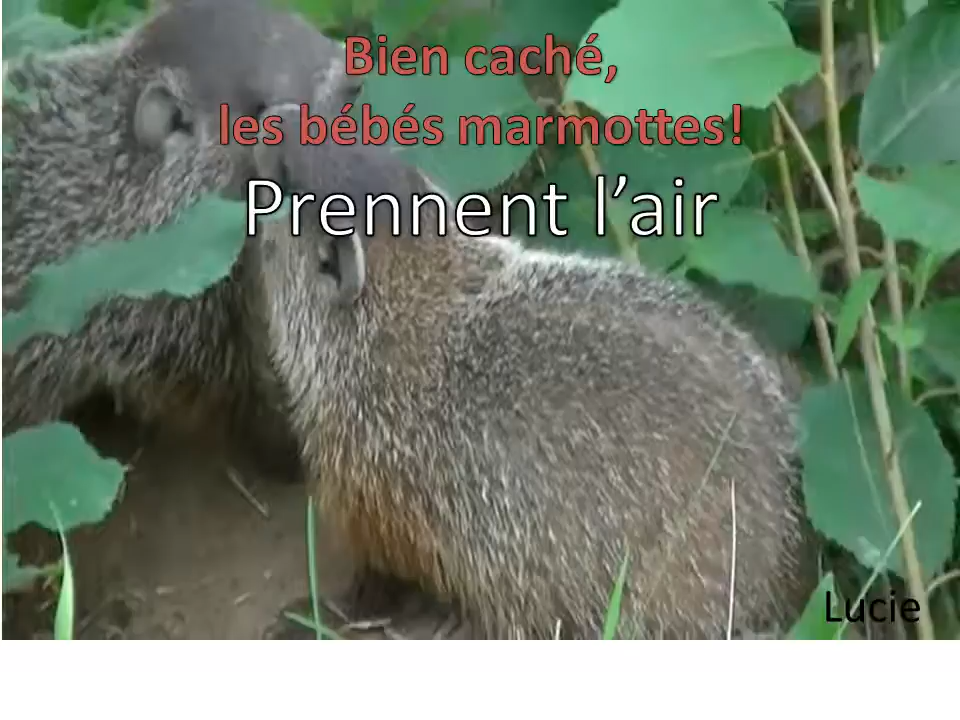 Bien caché,
les bébés marmottes!
Prennent l’air
Lucie